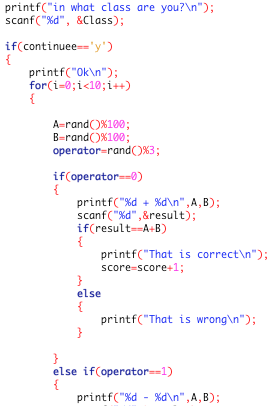 printf("in what class are you?\n");
scanf("%d", &Class);
if(continuee=='y')
{
printf("Ok\n");
for(i=0;i<10;i++)
{
A=rand()%100;
B=rand()%100;
operator=rand()%3;
if(operator==0)
{
printf("%d + %d\n",A,B);
scanf("%d",&result);
if(result==A+B)
{
printf("That is correct\n");
score=score+1;
}
else
{
printf("That is wrong\n");
}
}
else if(operator==1)
{
printf("%d - %d\n",A,B);